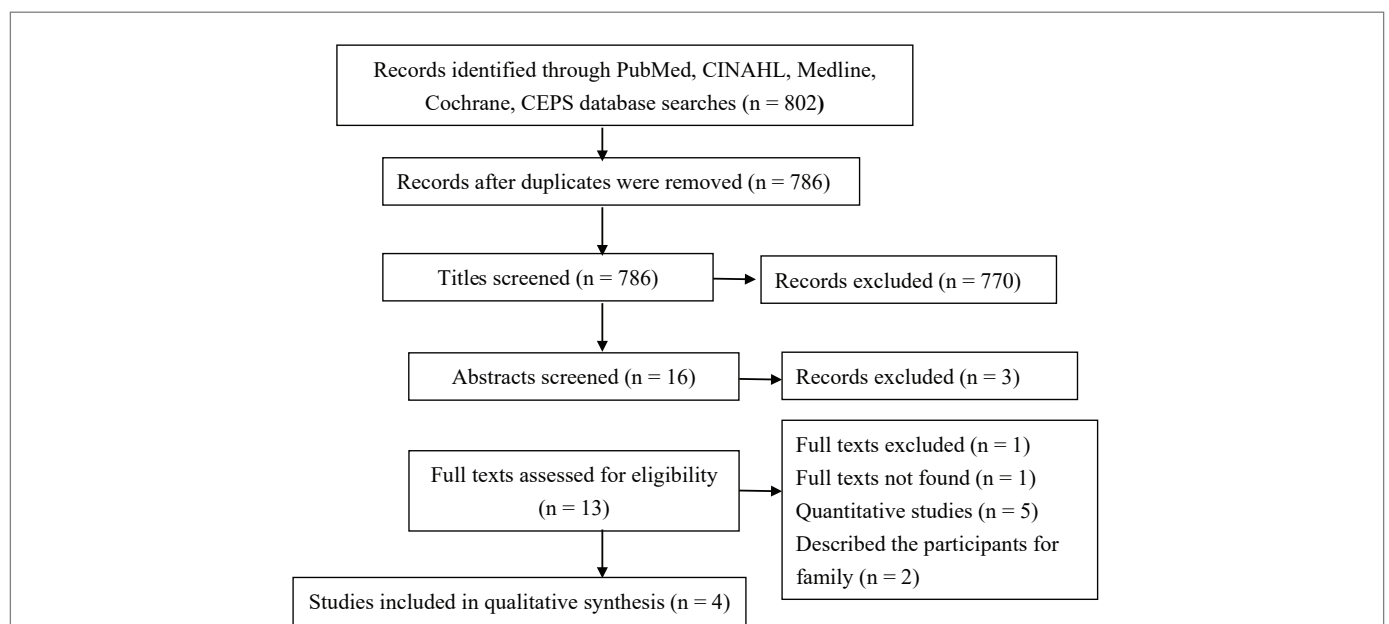 Records identified through PubMed, CINAHL, Medline,
Cochrane, CEPS database searches (n = 802)
Records after duplicates were removed (n = 786)
Titles screened (n = 786)
Records excluded (n = 770)
Abstracts screened (n = 16)
Records excluded (n = 3)
Full texts assessed for eligibility
(n = 13)
Full texts excluded (n = 1)
Full texts not found (n = 1)
Quantitative studies (n = 5)
Described the participants for
family (n = 2)
Studies included in qualitative synthesis (n = 4)